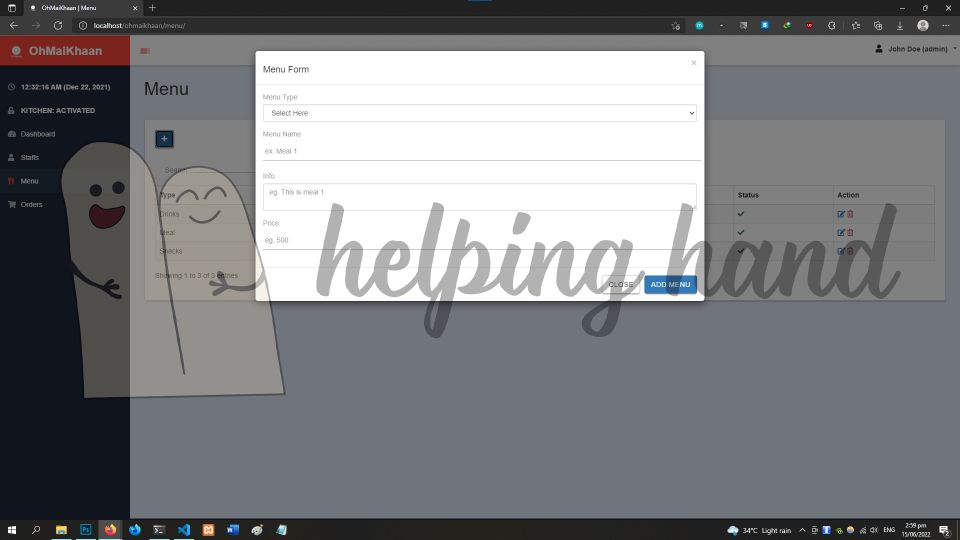 OhMaiKhaan | Menu
localhost/ohmaikhaan/menu/
OhMaiKhaan
John Doe (admin)
12:32:16 AM (Dec 22, 2021)
KITCHEN: ACTIVATED
Dashboard
Staffs
Menu
Orders
Menu
Search
Type
Status
Action
Drinks
Meal
Snacks
Showing 1 to 3 of 3 entries
Menu Form
×
Menu Type
Select Here
Menu Name
ex. Meal 1
Info
eg. This is meal 1
Price
eg. 500
CLOSE
ADD MENU
helping hand
34°C Light rain
ENG
2:59 pm
15/06/2022
2